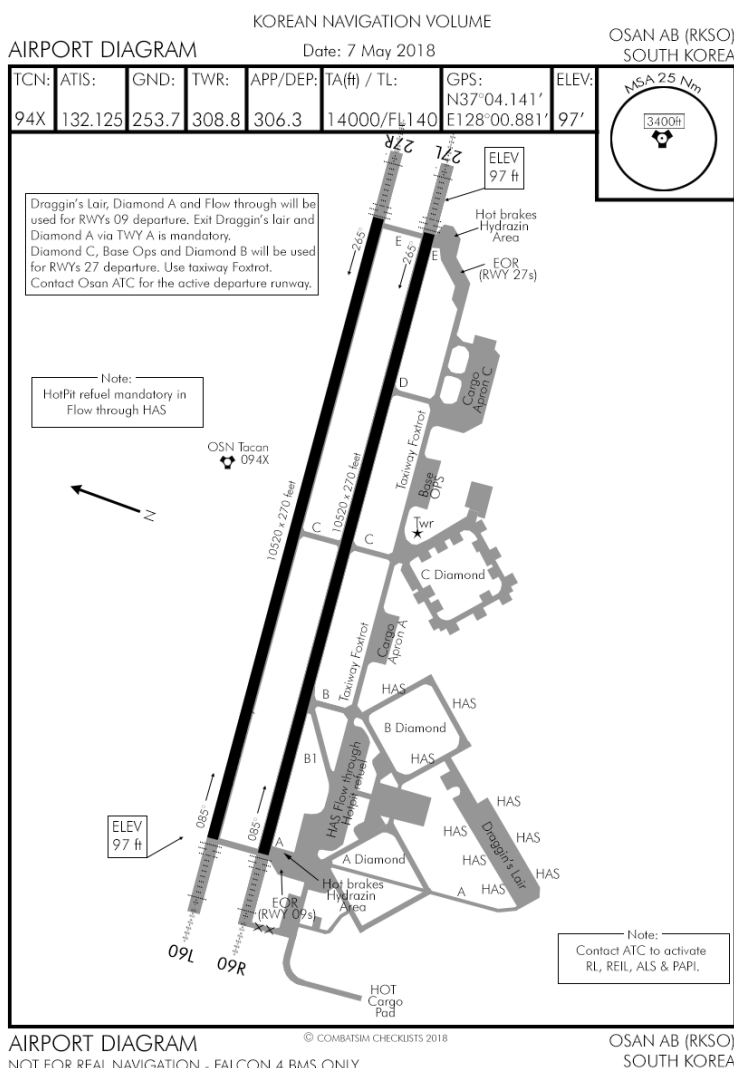 KOREAN NAVIGATION VOLUME
AIRPORT DIAGRAM
Date: 7 May 2018
OSAN AB (RKSO)
SOUTH KOREA
TCN: ATIS: GND: TWR: APP/DEP: TA(ft) / TL: GPS: ELEV:
N37°04.141’
94X 132.125 253.7 308.8 306.3 14000/FL140 E128°00.881’ 97’
MSA 25 Nm
3400ft
27R
27L
ELEV
97 ft
Draggin’s Lair, Diamond A and Flow through will be
used for RWYs 09 departure. Exit Draggin’s lair and
Diamond A via TWY A is mandatory.
Diamond C, Base Ops and Diamond B will be used
for RWYs 27 departure. Use taxiway Foxtrot.
Contact Osan ATC for the active departure runway.
Hot brakes
Hydrazin
Area
E
E
265°
265°
EOR
(RWY 27s)
Note:
HotPit refuel mandatory in
Flow through HAS
D
Cargo
Apron C
Taxiway Foxtrot
OSN Tacan
094X
Base
OPS
10520 x 270 feet
10520 x 270 feet
N
Twr
C
C
C Diamond
Taxiway Foxtrot
Cargo
Apron A
HAS
B
HAS
B Diamond
B1
HAS
HAS Flow through
Hotpit refuel
HAS
085°
085°
ELEV
97 ft
HAS
HAS
Draggin’s Lair
A
A Diamond
HAS
HAS
HAS
A
Hot brakes
Hydrazin
Area
EOR
(RWY 09s)
09L
09R
Note:
Contact ATC to activate
RL, REIL, ALS & PAPI.
HOT
Cargo
Pad
AIRPORT DIAGRAM
© COMBATSIM CHECKLISTS 2018
OSAN AB (RKSO)
NOT FOR REAL NAVIGATION - FALCON 4 BMS ONLY
SOUTH KOREA